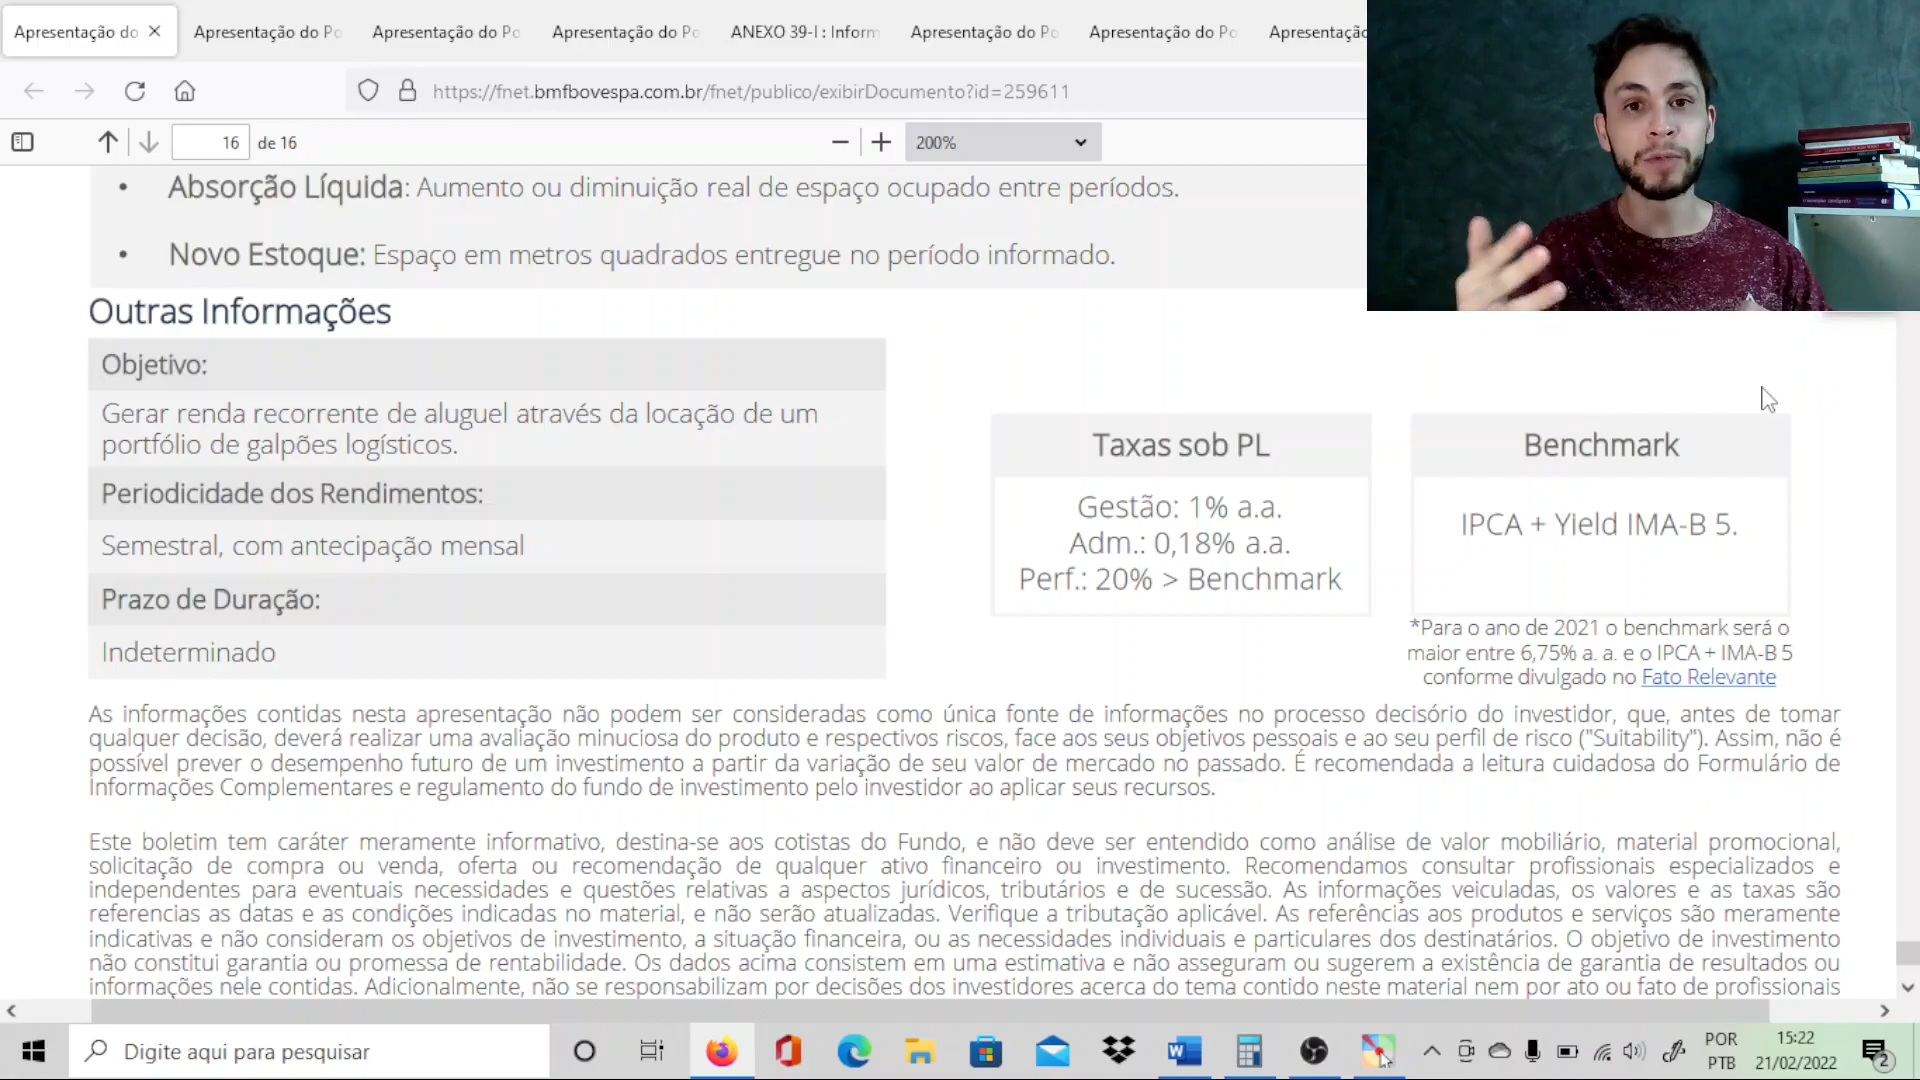 Apresentação do
Apresentação do Po
Apresentação do Po
Apresentação do Po
ANEXO 39-I : Inform
Apresentação do Po
Apresentação do Po
Apresentação
https://fnet.bmfbovespa.com.br/fnet/publico/exibirDocumento?id=259611
16 de 16
200%
• Absorção Líquida: Aumento ou diminuição real de espaço ocupado entre períodos.
• Novo Estoque: Espaço em metros quadrados entregue no período informado.
Outras Informações
Objetivo:
Gerar renda recorrente de aluguel através da locação de um
portfólio de galpões logísticos.
Periodicidade dos Rendimentos:
Semestral, com antecipação mensal
Prazo de Duração:
Indeterminado
Taxas sob PL
Gestão: 1% a.a.
Adm.: 0,18% a.a.
Perf.: 20% > Benchmark
Benchmark
IPCA + Yield IMA-B 5.
*Para o ano de 2021 o benchmark será o
maior entre 6,75% a. a. e o IPCA + IMA-B 5
conforme divulgado no Fato Relevante
As informações contidas nesta apresentação não podem ser consideradas como única fonte de informações no processo decisório do investidor, que, antes de tomar
qualquer decisão, deverá realizar uma avaliação minuciosa do produto e respectivos riscos, face aos seus objetivos pessoais e ao seu perfil de risco ("Suitability"). Assim, não é
possível prever o desempenho futuro de um investimento a partir da variação de seu valor de mercado no passado. É recomendada a leitura cuidadosa do Formulário de
Informações Complementares e regulamento do fundo de investimento pelo investidor ao aplicar seus recursos.
Este boletim tem caráter meramente informativo, destina-se aos cotistas do Fundo, e não deve ser entendido como análise de valor mobiliário, material promocional,
solicitação de compra ou venda, oferta ou recomendação de qualquer ativo financeiro ou investimento. Recomendamos consultar profissionais especializados e
independentes para eventuais necessidades e questões relativas a aspectos jurídicos, tributários e de sucessão. As informações veiculadas, os valores e as taxas são
referencias as datas e as condições indicadas no material, e não serão atualizadas. Verifique a tributação aplicável. As referências aos produtos e serviços são meramente
indicativas e não consideram os objetivos de investimento, a situação financeira, ou as necessidades individuais e particulares dos destinatários. O objetivo de investimento
não constitui garantia ou promessa de rentabilidade. Os dados acima consistem em uma estimativa e não asseguram ou sugerem a existência de garantia de resultados ou
informações nele contidas. Adicionalmente, não se responsabilizam por decisões dos investidores acerca do tema contido neste material nem por ato ou fato de profissionais
Digite aqui para pesquisar
POR
PTB
15:22
21/02/2022
2